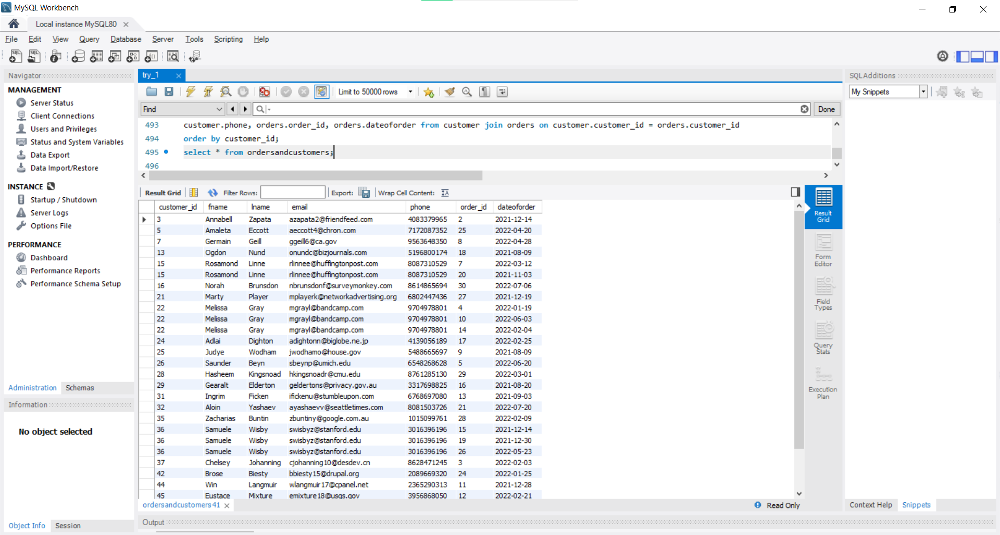 MySQL Workbench
Local instance MySQL80
File Edit View Query Database Server Tools Scripting Help
Navigator
MANAGEMENT
Server Status
Client Connections
Users and Privileges
Status and System Variables
Data Export
Data Import/Restore
INSTANCE
Startup / Shutdown
Server Logs
Options File
PERFORMANCE
Dashboard
Performance Reports
Performance Schema Setup
Administration Schemas
Information
No object selected
Object Info Session
try_1
Limit to 50000 rows
Find
Done
493 customer.phone, orders.order_id, orders.dateoforder from customer join orders on customer.customer_id = orders.customer_id
494 order by customer_id;
495 select * from ordersandcustomers;
496
Result Grid Filter Rows: Export: Wrap Cell Content:
customer_id fname lname email phone order_id dateoforder
3 Annabell Zapata azapata2@friendfeed.com 4083379965 2 2021-12-14
5 Amaleta Eccott aeccott4@chron.com 7172087352 25 2022-04-20
7 Germain Geill ggeill6@ca.gov 9563648350 8 2022-04-28
13 Ogdon Nund onundc@bizjournals.com 5196800174 18 2021-08-09
15 Rosamond Linne rlinnee@huffingtonpost.com 8087310529 7 2022-03-12
15 Rosamond Linne rlinnee@huffingtonpost.com 8087310529 20 2021-11-03
16 Norah Brunsdon nbrunsdonf@surveymonkey.com 8614865694 30 2022-07-06
21 Marty Player mplayerk@networkadvertising.org 6802447436 27 2021-12-19
22 Melissa Gray mgrayl@bandcamp.com 9704978801 4 2022-01-19
22 Melissa Gray mgrayl@bandcamp.com 9704978801 10 2022-06-03
22 Melissa Gray mgrayl@bandcamp.com 9704978801 14 2022-02-04
24 Adlai Dighton adightonn@biglobe.ne.jp 4139056189 17 2022-02-25
25 Judye Wodham jwodhamo@house.gov 5488665697 9 2021-08-09
26 Saunder Beyn sbeynp@umich.edu 6548268628 5 2022-06-20
28 Hasheem Kingsnoad hkingsnoadr@cmu.edu 8761285130 29 2022-03-01
29 Gearalt Elderton geldertons@privacy.gov.au 3317698825 16 2021-08-20
31 Ingrim Ficken ifickenu@stumbleupon.com 6768697080 13 2021-09-03
32 Aloin Yashaev ayashaevv@seattletimes.com 8081503726 21 2022-07-20
35 Zacharias Buntin zbuntiny@google.com.au 1015099761 28 2022-02-09
36 Samuele Wisby swisbyz@stanford.edu 3016396196 15 2021-12-14
36 Samuele Wisby swisbyz@stanford.edu 3016396196 19 2021-12-30
36 Samuele Wisby swisbyz@stanford.edu 3016396196 26 2022-05-23
37 Chelsey Johanning cjohanning10@desdev.cn 8628471245 3 2022-02-03
42 Brose Biesty bbiesty15@drupal.org 2089669320 24 2022-01-25
44 Win Langmuir wlangmuir17@cpanel.net 2365290313 11 2021-12-28
45 Eustace Mixture emixture18@usgs.gov 3956868050 12 2022-02-21
ordersandcustomers41
Read Only
Output
Result Grid
Form Editor
Field Types
Query Stats
Execution Plan
SQLAdditions
My Snippets
Context Help Snippets